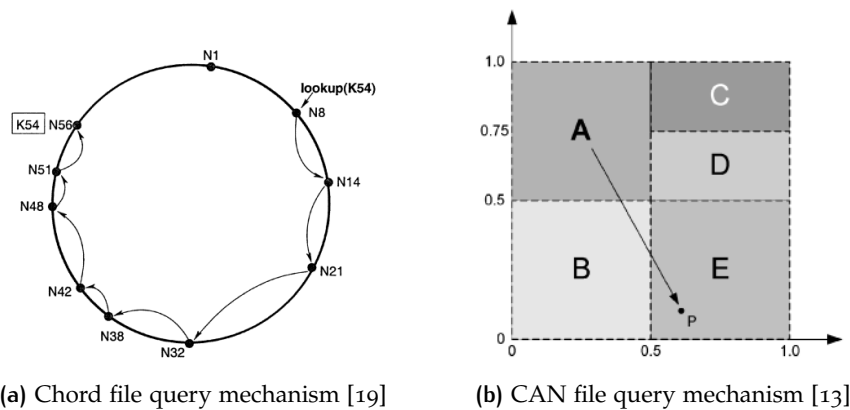 N1
lookup(K54)
N8
K54 N56
N14
N51
N48
N21
N42
N38
N32
(a) Chord file query mechanism [19]
1.0
C
A
0.75
D
0.5
B
E
P
0
0
0.5
1.0
(b) CAN file query mechanism [13]